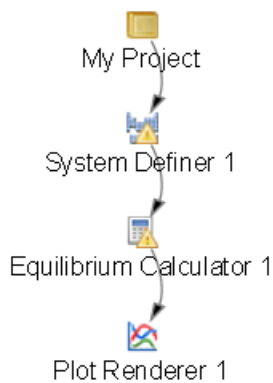 My Project
System Definer 1
Equilibrium Calculator 1
Plot Renderer 1